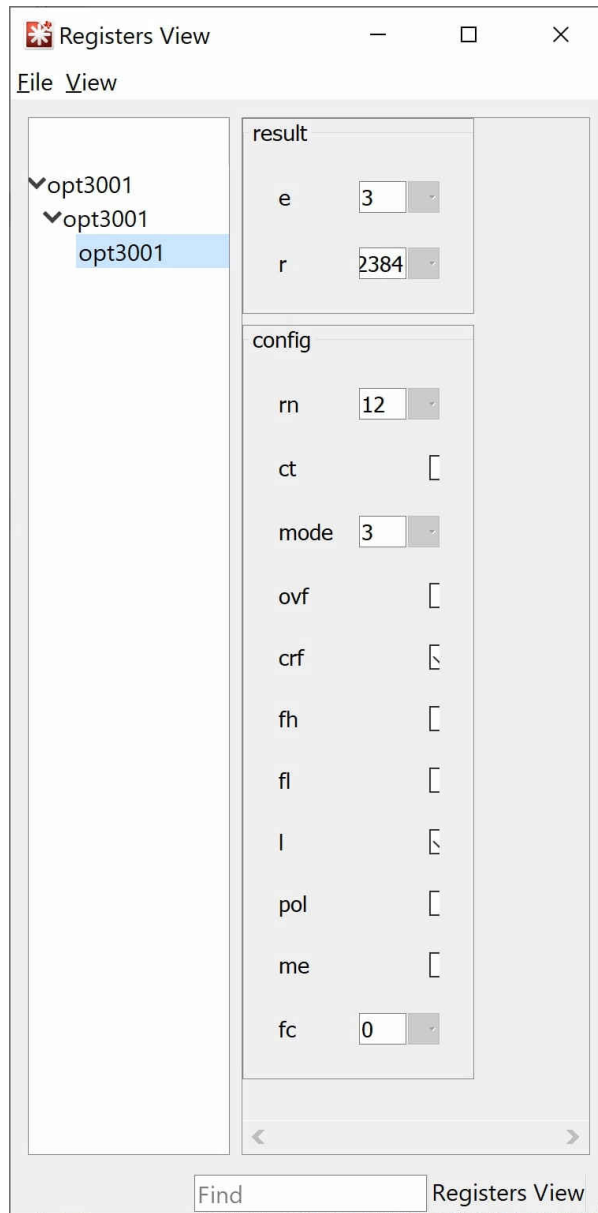 Registers View
File View
opt3001
opt3001
opt3001
result
e 3
r 2384
config
rn 12
ct
mode 3
ovf
crf
fh
fl
l
pol
me
fc 0
Find
Registers View